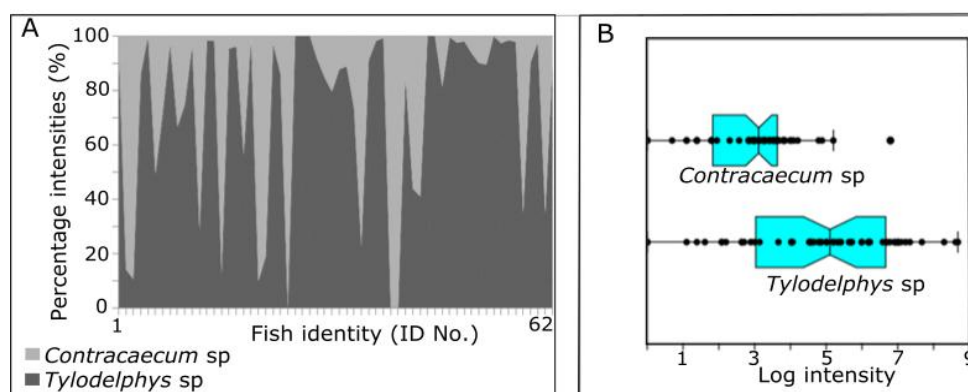 A
Percentage intensities (%)
100
80
60
40
20
0
1
Fish identity (ID No.)
62
Contracaecum sp
Tylodelphys sp
B
Contracaecum sp
Tylodelphys sp
1 3 5 7 9
Log intensity